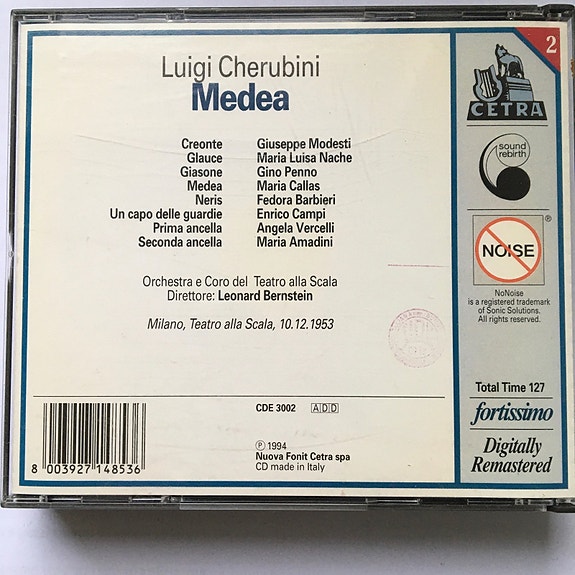 Luigi Cherubini
Medea
Creonte Giuseppe Modesti
Glauce Maria Luisa Nache
Giasone Gino Penno
Medea Maria Callas
Neris Fedora Barbieri
Un capo delle guardie Enrico Campi
Prima ancella Angela Vercelli
Seconda ancella Maria Amadini
Orchestra e Coro del Teatro alla Scala
Direttore: Leonard Bernstein
Milano, Teatro alla Scala, 10.12.1953
CDE 3002 ADD
℗ 1994
Nuova Fonit Cetra spa
CD made in Italy
8 003927 148536
2
CETRA
sound
rebirth
NOISE
®
NoNoise
is a registered trademark
of Sonic Solutions.
All rights reserved.
Total Time 127
fortissimo
Digitally
Remastered